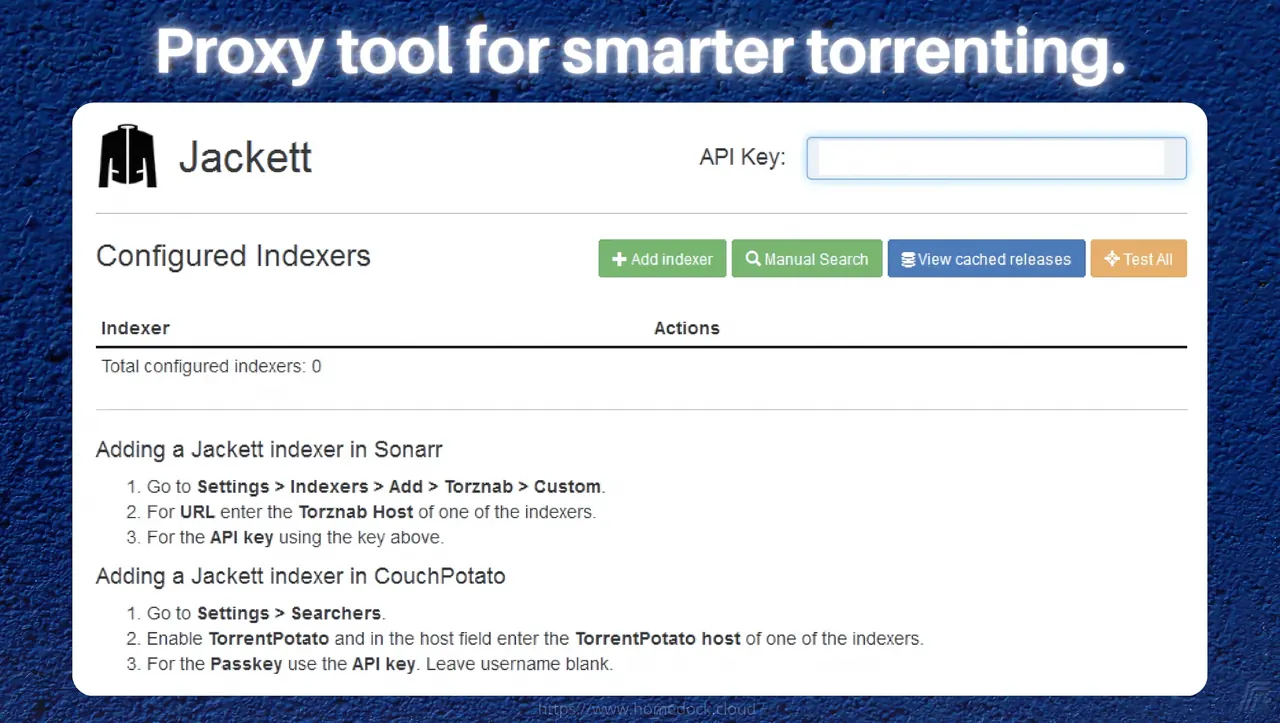 Proxy tool for smarter torrenting.
Jackett
API Key:
Configured Indexers
Add indexer
Manual Search
View cached releases
Test All
Indexer Actions
Total configured indexers: 0
Adding a Jackett indexer in Sonarr
1. Go to Settings > Indexers > Add > Torznab > Custom.
2. For URL enter the Torznab Host of one of the indexers.
3. For the API key using the key above.
Adding a Jackett indexer in CouchPotato
1. Go to Settings > Searchers.
2. Enable TorrentPotato and in the host field enter the TorrentPotato host of one of the indexers.
3. For the Passkey use the API key. Leave username blank.
https://www.homedock.cloud